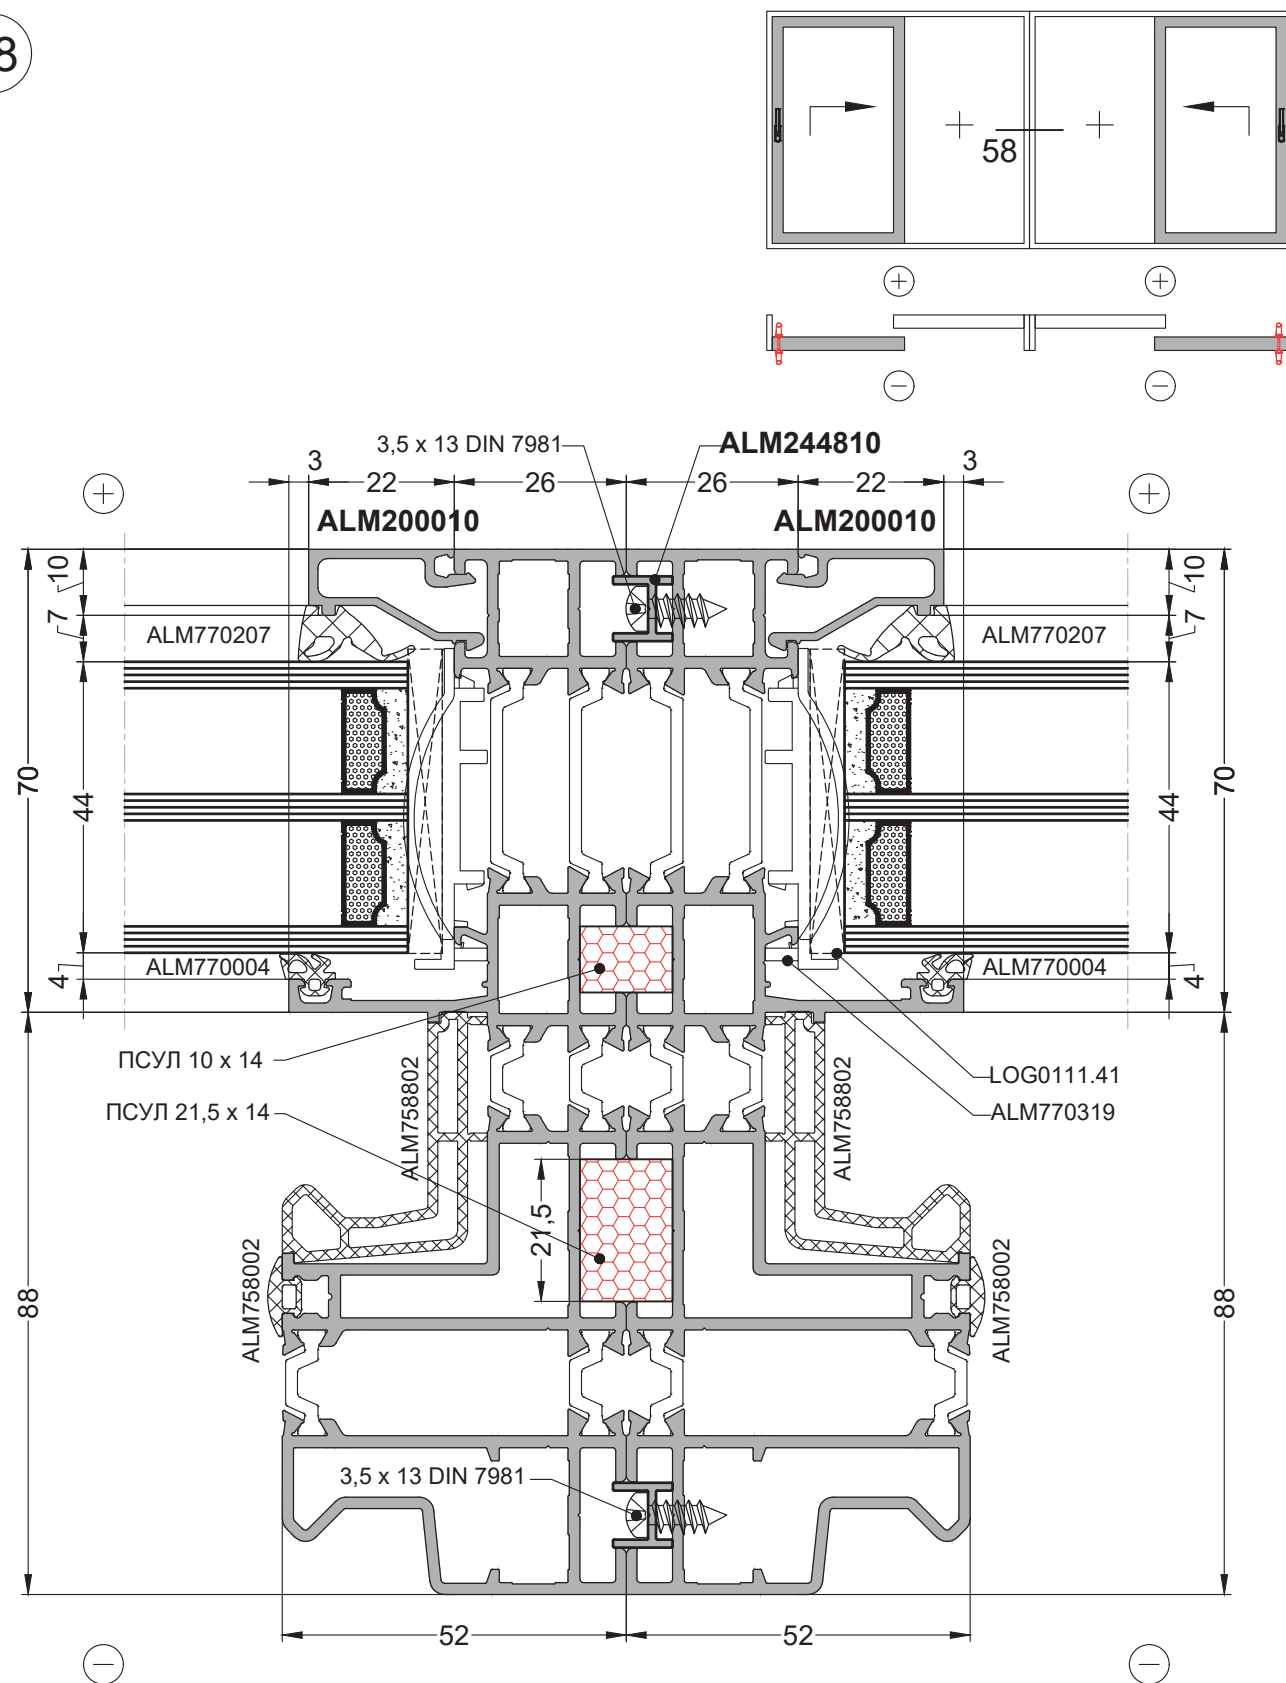 8
58
3,5 x 13 DIN 7981
ALM244810
3
22
26
26
22
3
ALM200010
ALM200010
10
7
ALM770207
ALM770207
10
7
70
44
44
70
4
ALM770004
ALM770004
4
ПСУЛ 10 x 14
ALM758802
ALM758802
LOG0111.41
ПСУЛ 21,5 x 14
ALM770319
21,5
88
ALM758002
ALM758002
88
3,5 x 13 DIN 7981
52
52